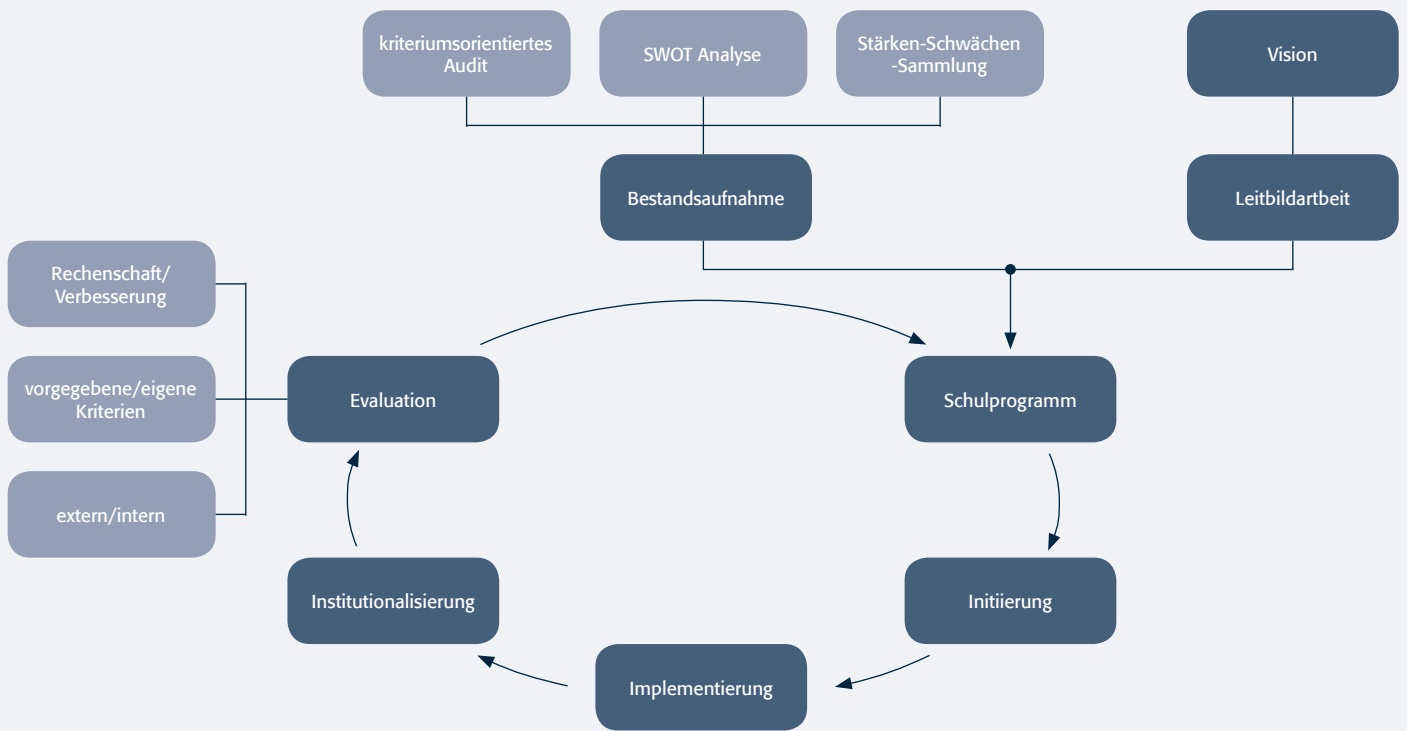 kriteriumsorientiertes
Audit
SWOT Analyse
Stärken-Schwächen
-Sammlung
Vision
Bestandsaufnahme
Leitbildartbeit
Rechenschaft/
Verbesserung
vorgegebene/eigene
Kriterien
extern/intern
Evaluation
Schulprogramm
Institutionalisierung
Initiierung
Implementierung